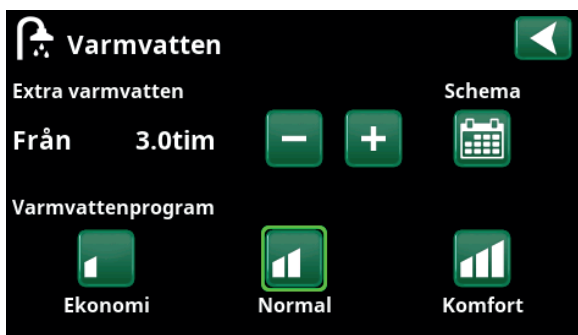 Varmvatten
Extra varmvatten Schema
Från 3.0tim
Varmvattenprogram
Ekonomi Normal Komfort